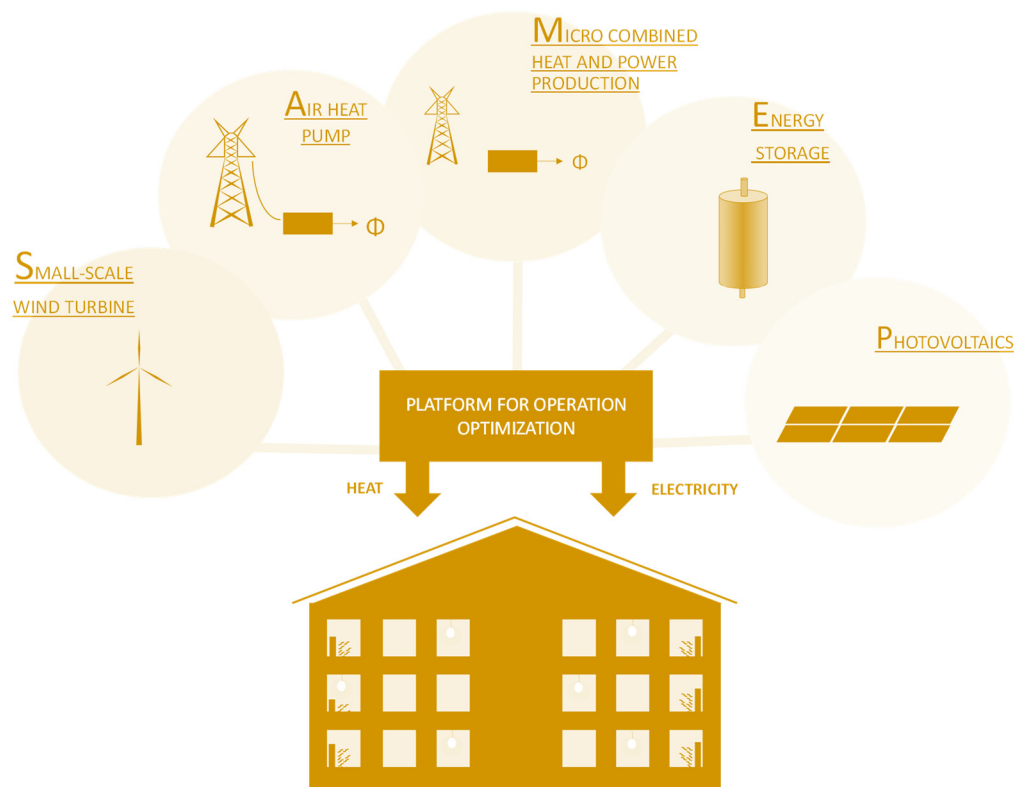 MICRO COMBINED
HEAT AND POWER
PRODUCTION
AIR HEAT
PUMP
ENERGY
STORAGE
Φ
Φ
SMALL-SCALE
WIND TURBINE
PHOTOVOLTAICS
PLATFORM FOR OPERATION
OPTIMIZATION
HEAT
ELECTRICITY